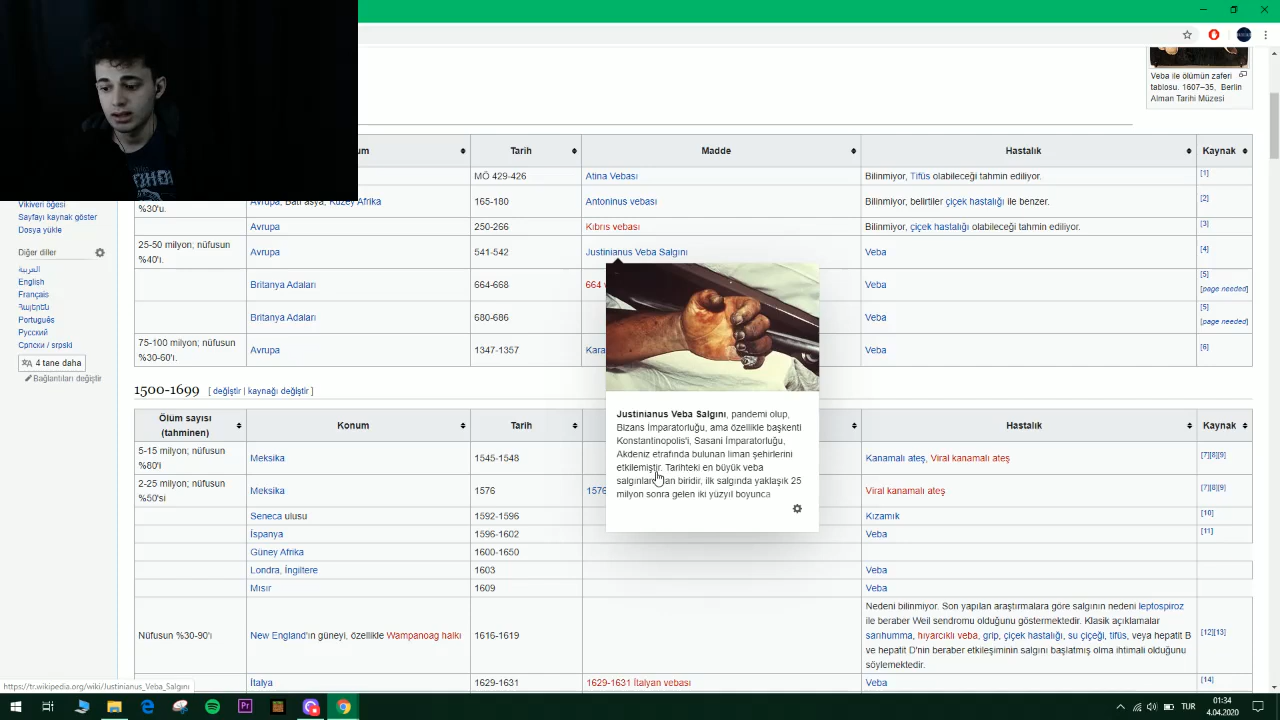 Veba ile ölümün zaferi
tablosu. 1607–35, Berlin
Alman Tarihi Müzesi
um Tarih Madde Hastalık Kaynak
MÖ 429-426 Atina Vebası Bilinmiyor, Tifüs olabileceği tahmin ediliyor. [1]
%30'u. Avrupa, Batı asya, Kuzey Afrika 165-180 Antoninus vebası Bilinmiyor, belirtiler çiçek hastalığı ile benzer. [2]
Avrupa 250-266 Kıbrıs vebası Bilinmiyor, çiçek hastalığı olabileceği tahmin ediliyor. [3]
25-50 milyon; nüfusun
%40'ı. Avrupa 541-542 Justinianus Veba Salgını Veba [4]
Britanya Adaları 664-668 664 Veba [5]
[page needed]
Britanya Adaları 680-686 Veba [5]
[page needed]
75-100 milyon; nüfusun
%30-60'ı. Avrupa 1347-1357 Kara Veba [6]
Vikiveri öğesi
Sayfayı kaynak göster
Dosya yükle
Diğer diller
العربية
English
Français
Հայերեն
Português
Русский
Српски / srpski
4 tane daha
Bağlantıları değiştir
Justinianus Veba Salgını, pandemi olup,
Bizans İmparatorluğu, ama özellikle başkenti
Konstantinopolis'i, Sasani İmparatorluğu,
Akdeniz etrafında bulunan liman şehirlerini
etkilemiştir. Tarihteki en büyük veba
biridir, ilk salgında yaklaşık 25
milyon sonra gelen iki yüzyıl boyunca
1500-1699 [ değiştir | kaynağı değiştir ]
Ölüm sayısı
(tahmini) Konum Tarih Hastalık Kaynak
5-15 milyon; nüfusun
%80'i Meksika 1545-1548 Kanamalı ateş, Viral kanamalı ateş [7][8][9]
2-25 milyon; nüfusun
%50'si Meksika 1576 1576 Viral kanamalı ateş [7][8][9]
Seneca ulusu 1592-1596 Kızamık [10]
İspanya 1596-1602 Veba [11]
Güney Afrika 1600-1650
Londra, İngiltere 1603 Veba
Mısır 1609 Veba
Nüfusun %30-90'ı New England'ın güneyi, özellikle Wampanoag halkı 1616-1619
Nedeni bilinmiyor. Son yapılan araştırmalara göre salgının nedeni leptospiroz
ile beraber Weil sendromu olduğunu göstermektedir. Klasik açıklamalar
sarıhumma, hıyarcıklı veba, grip, çiçek hastalığı, su çiçeği, tifüs, veya hepatit B
ve hepatit D'nin beraber etkileşiminin salgını başlatmış olma ihtimali olduğunu
söylemektedir.
[12][13]
İtalya 1629-1631 1629-1631 İtalyan vebası Veba [14]
https://tr.wikipedia.org/wiki/Justinianus_Veba_Salgını
Pr
TUR
01:34
4.04.2020